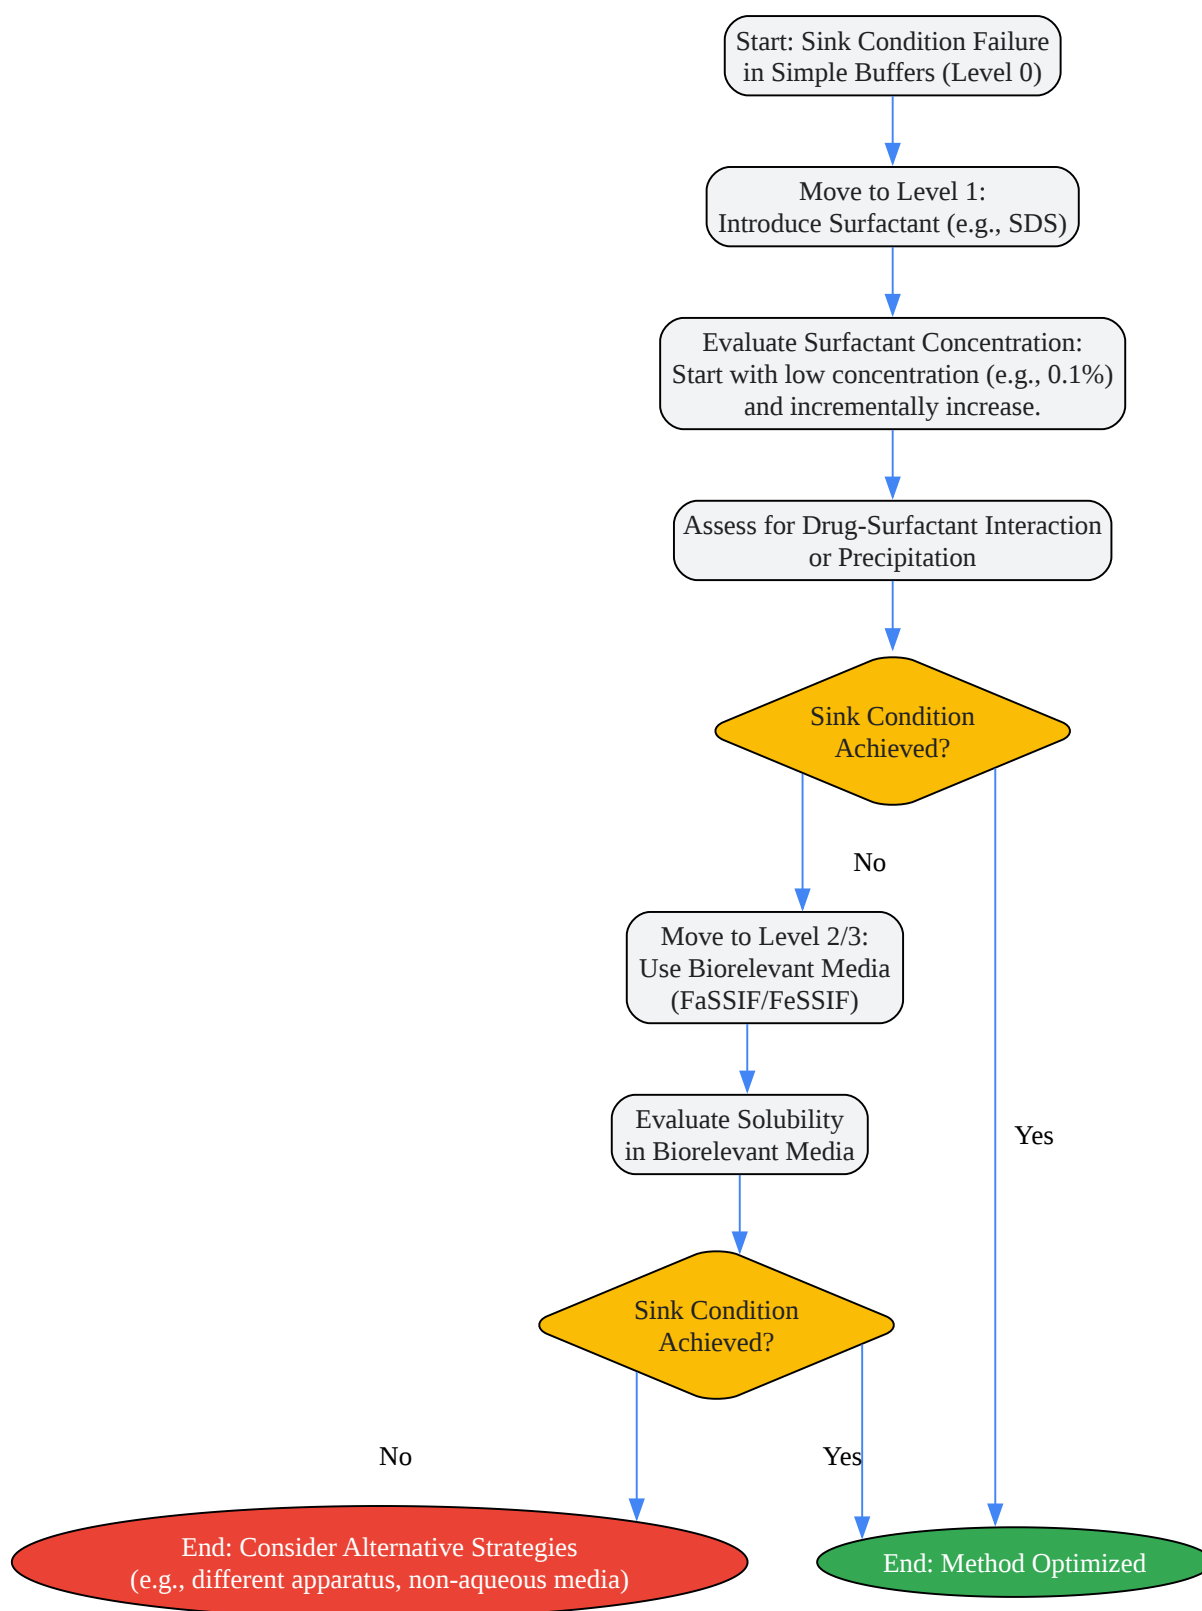 Start: Sink Condition Failure
in Simple Buffers (Level 0)
Move to Level 1:
Introduce Surfactant (e.g., SDS)
Evaluate Surfactant Concentration:
Start with low concentration (e.g., 0.1%)
and incrementally increase.
Assess for Drug-Surfactant Interaction
or Precipitation
Sink Condition
Achieved?
No
Move to Level 2/3:
Use Biorelevant Media
(FaSSIF/FeSSIF)
Evaluate Solubility
in Biorelevant Media
Yes
Sink Condition
Achieved?
No
Yes
End: Consider Alternative Strategies
(e.g., different apparatus, non-aqueous media)
End: Method Optimized